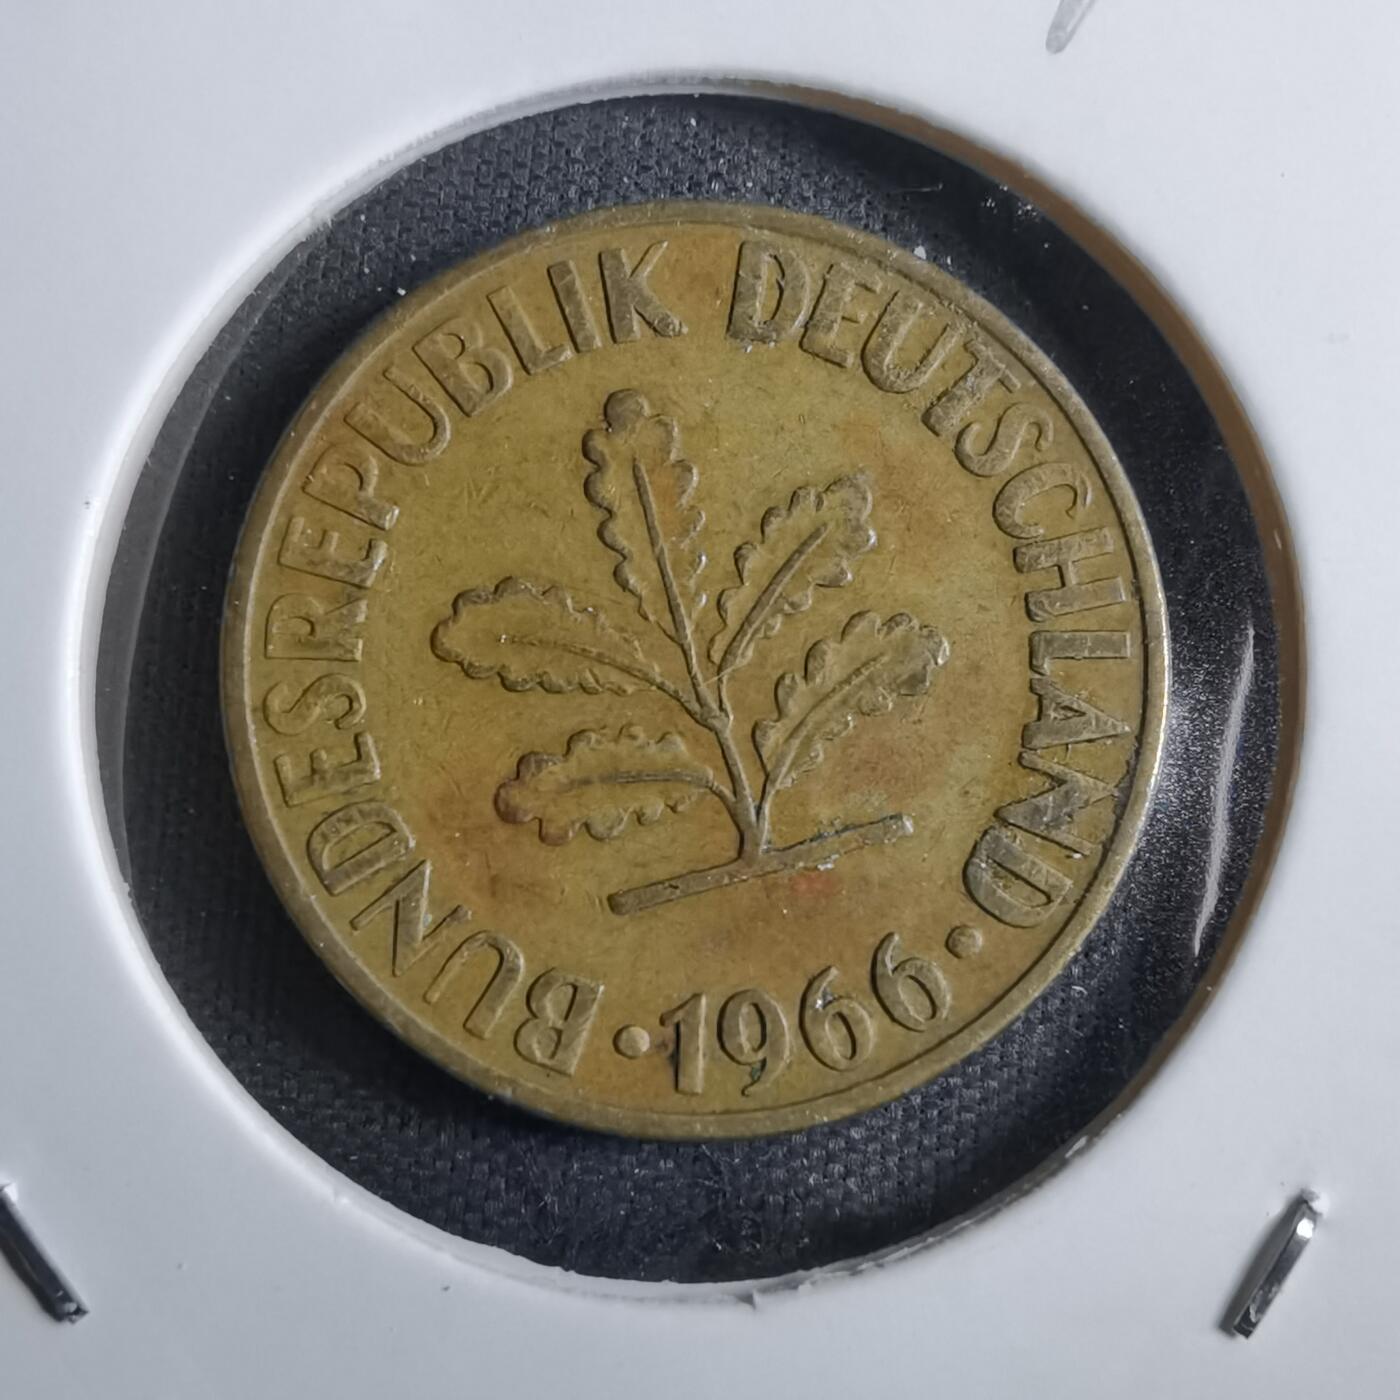 BUNDESREPUBLIK DEUTSCHLAND
· 1966 ·